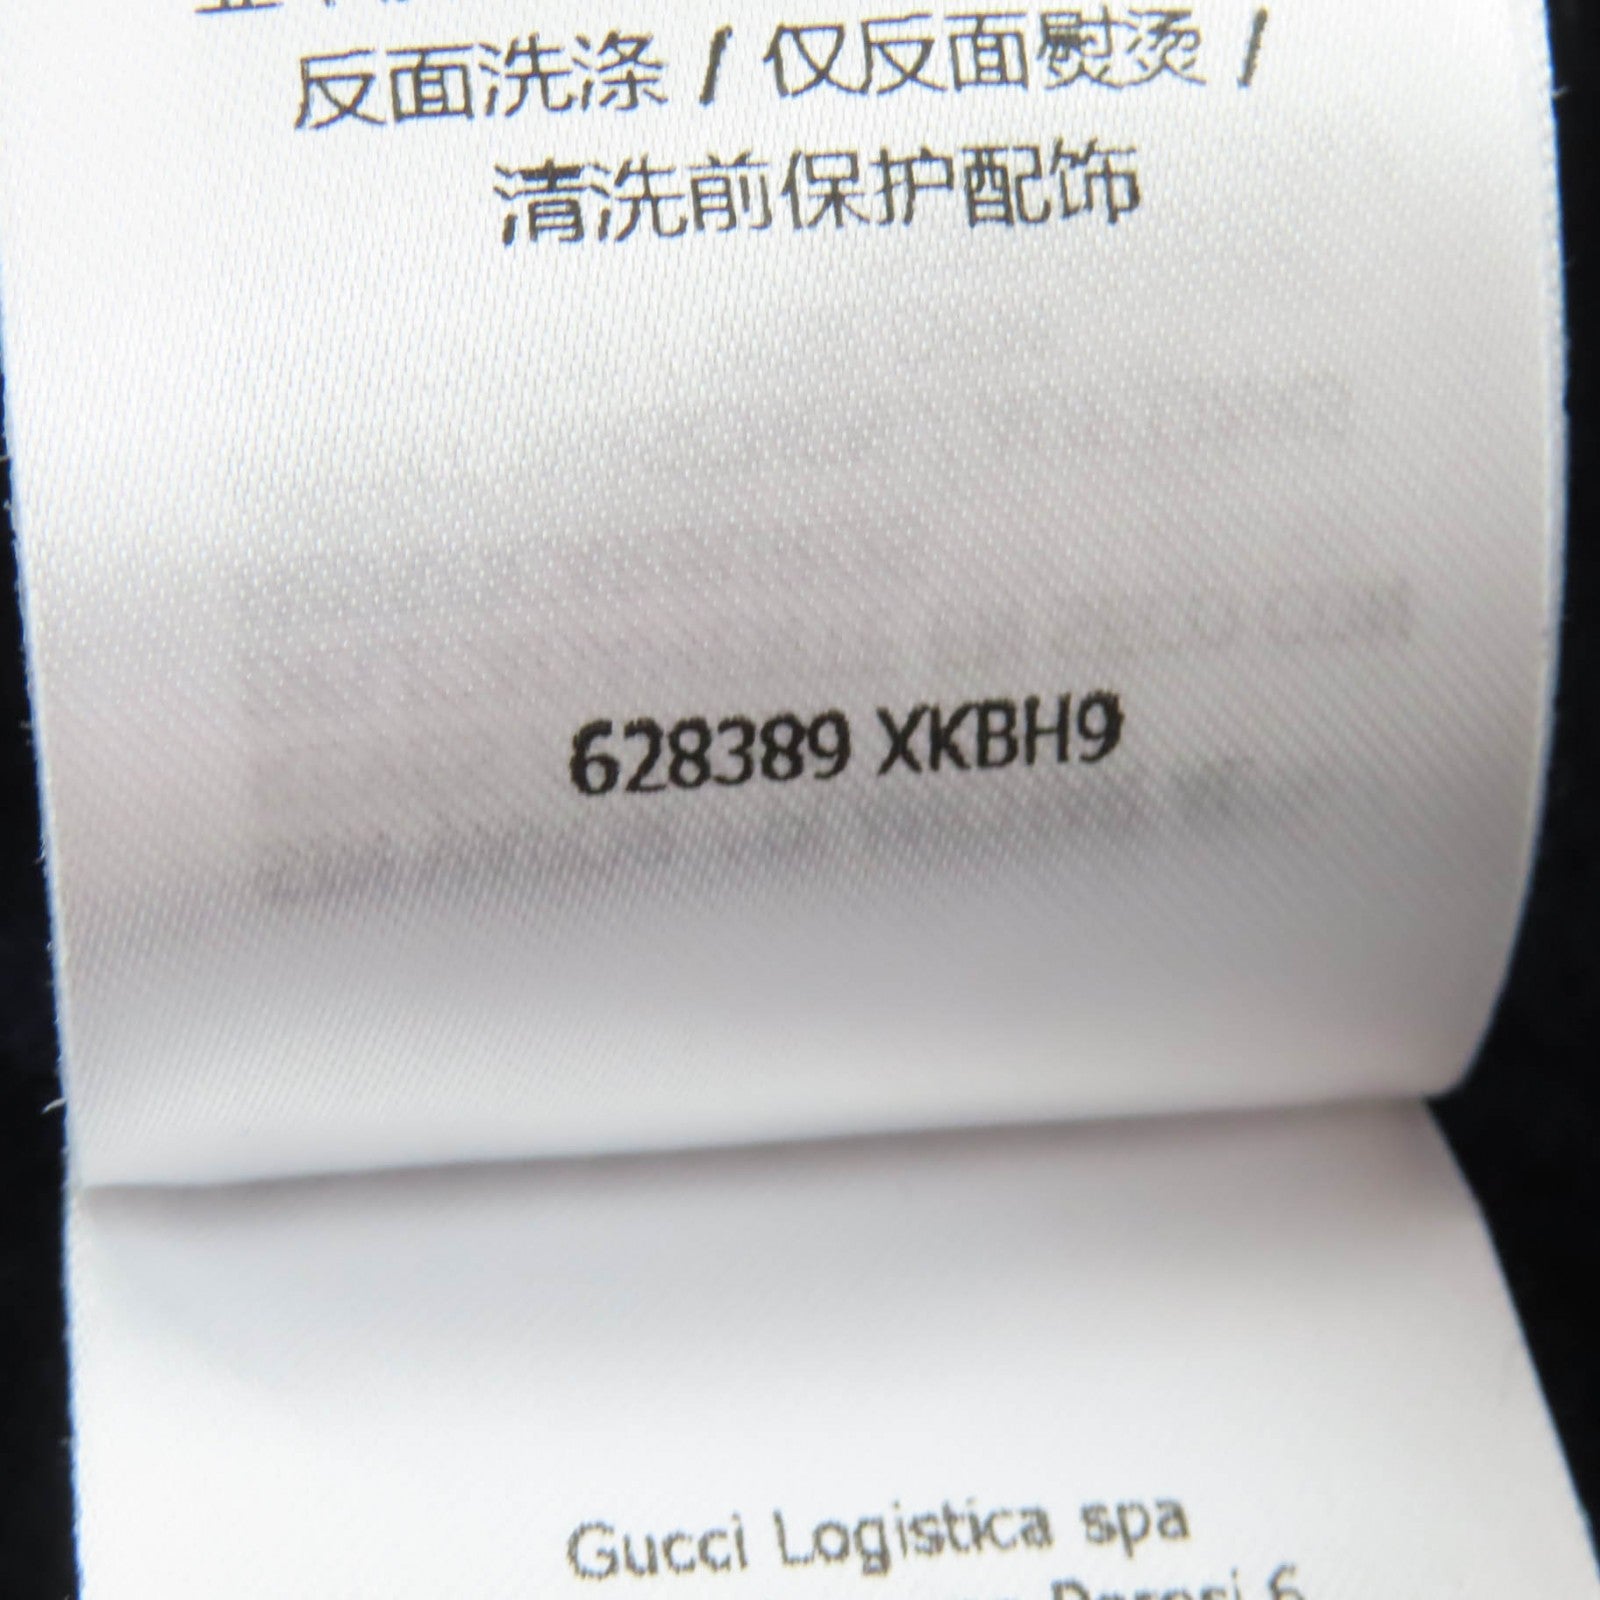 反面洗涤 / 仅反面熨烫 /
清洗前保护配饰
628389 XKBH9
Gucci Logistica spa
6